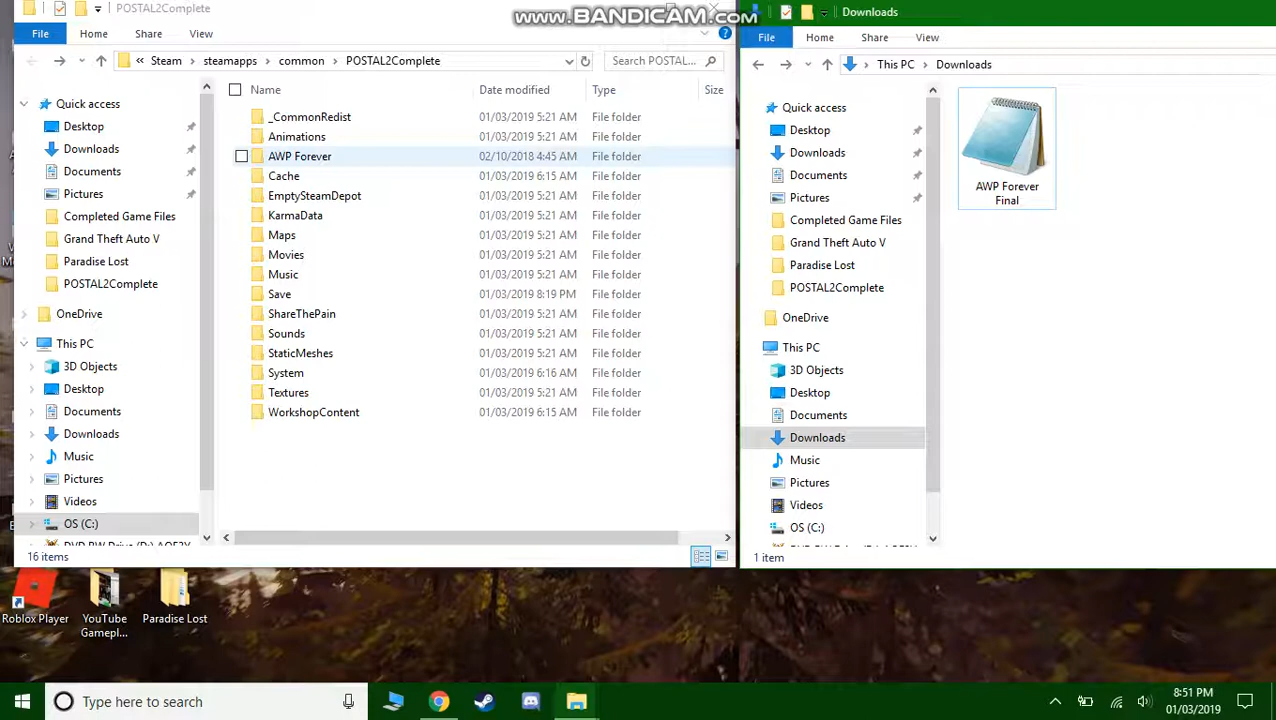 POSTAL2Complete
www.BANDICAM.com
File Home Share View
Steam steamapps common POSTAL2Complete
Search POSTAL...
Name Date modified Type Size
Quick access
Desktop
Downloads
Documents
Pictures
Completed Game Files
Grand Theft Auto V
Paradise Lost
POSTAL2Complete
OneDrive
This PC
3D Objects
Desktop
Documents
Downloads
Music
Pictures
Videos
OS (C:)
_CommonRedist 01/03/2019 5:21 AM File folder
Animations 01/03/2019 5:21 AM File folder
AWP Forever 02/10/2018 4:45 AM File folder
Cache 01/03/2019 6:15 AM File folder
EmptySteamDepot 01/03/2019 5:21 AM File folder
KarmaData 01/03/2019 5:21 AM File folder
Maps 01/03/2019 5:21 AM File folder
Movies 01/03/2019 5:21 AM File folder
Music 01/03/2019 5:21 AM File folder
Save 01/03/2019 8:19 PM File folder
ShareThePain 01/03/2019 5:21 AM File folder
Sounds 01/03/2019 5:21 AM File folder
StaticMeshes 01/03/2019 5:21 AM File folder
System 01/03/2019 6:16 AM File folder
Textures 01/03/2019 5:21 AM File folder
WorkshopContent 01/03/2019 6:15 AM File folder
16 items
Downloads
File Home Share View
This PC Downloads
Quick access
Desktop
Downloads
Documents
Pictures
Completed Game Files
Grand Theft Auto V
Paradise Lost
POSTAL2Complete
OneDrive
This PC
3D Objects
Desktop
Documents
Downloads
Music
Pictures
Videos
OS (C:)
AWP Forever
Final
1 item
Roblox Player
YouTube
Gamepl...
Paradise Lost
Type here to search
8:51 PM
01/03/2019